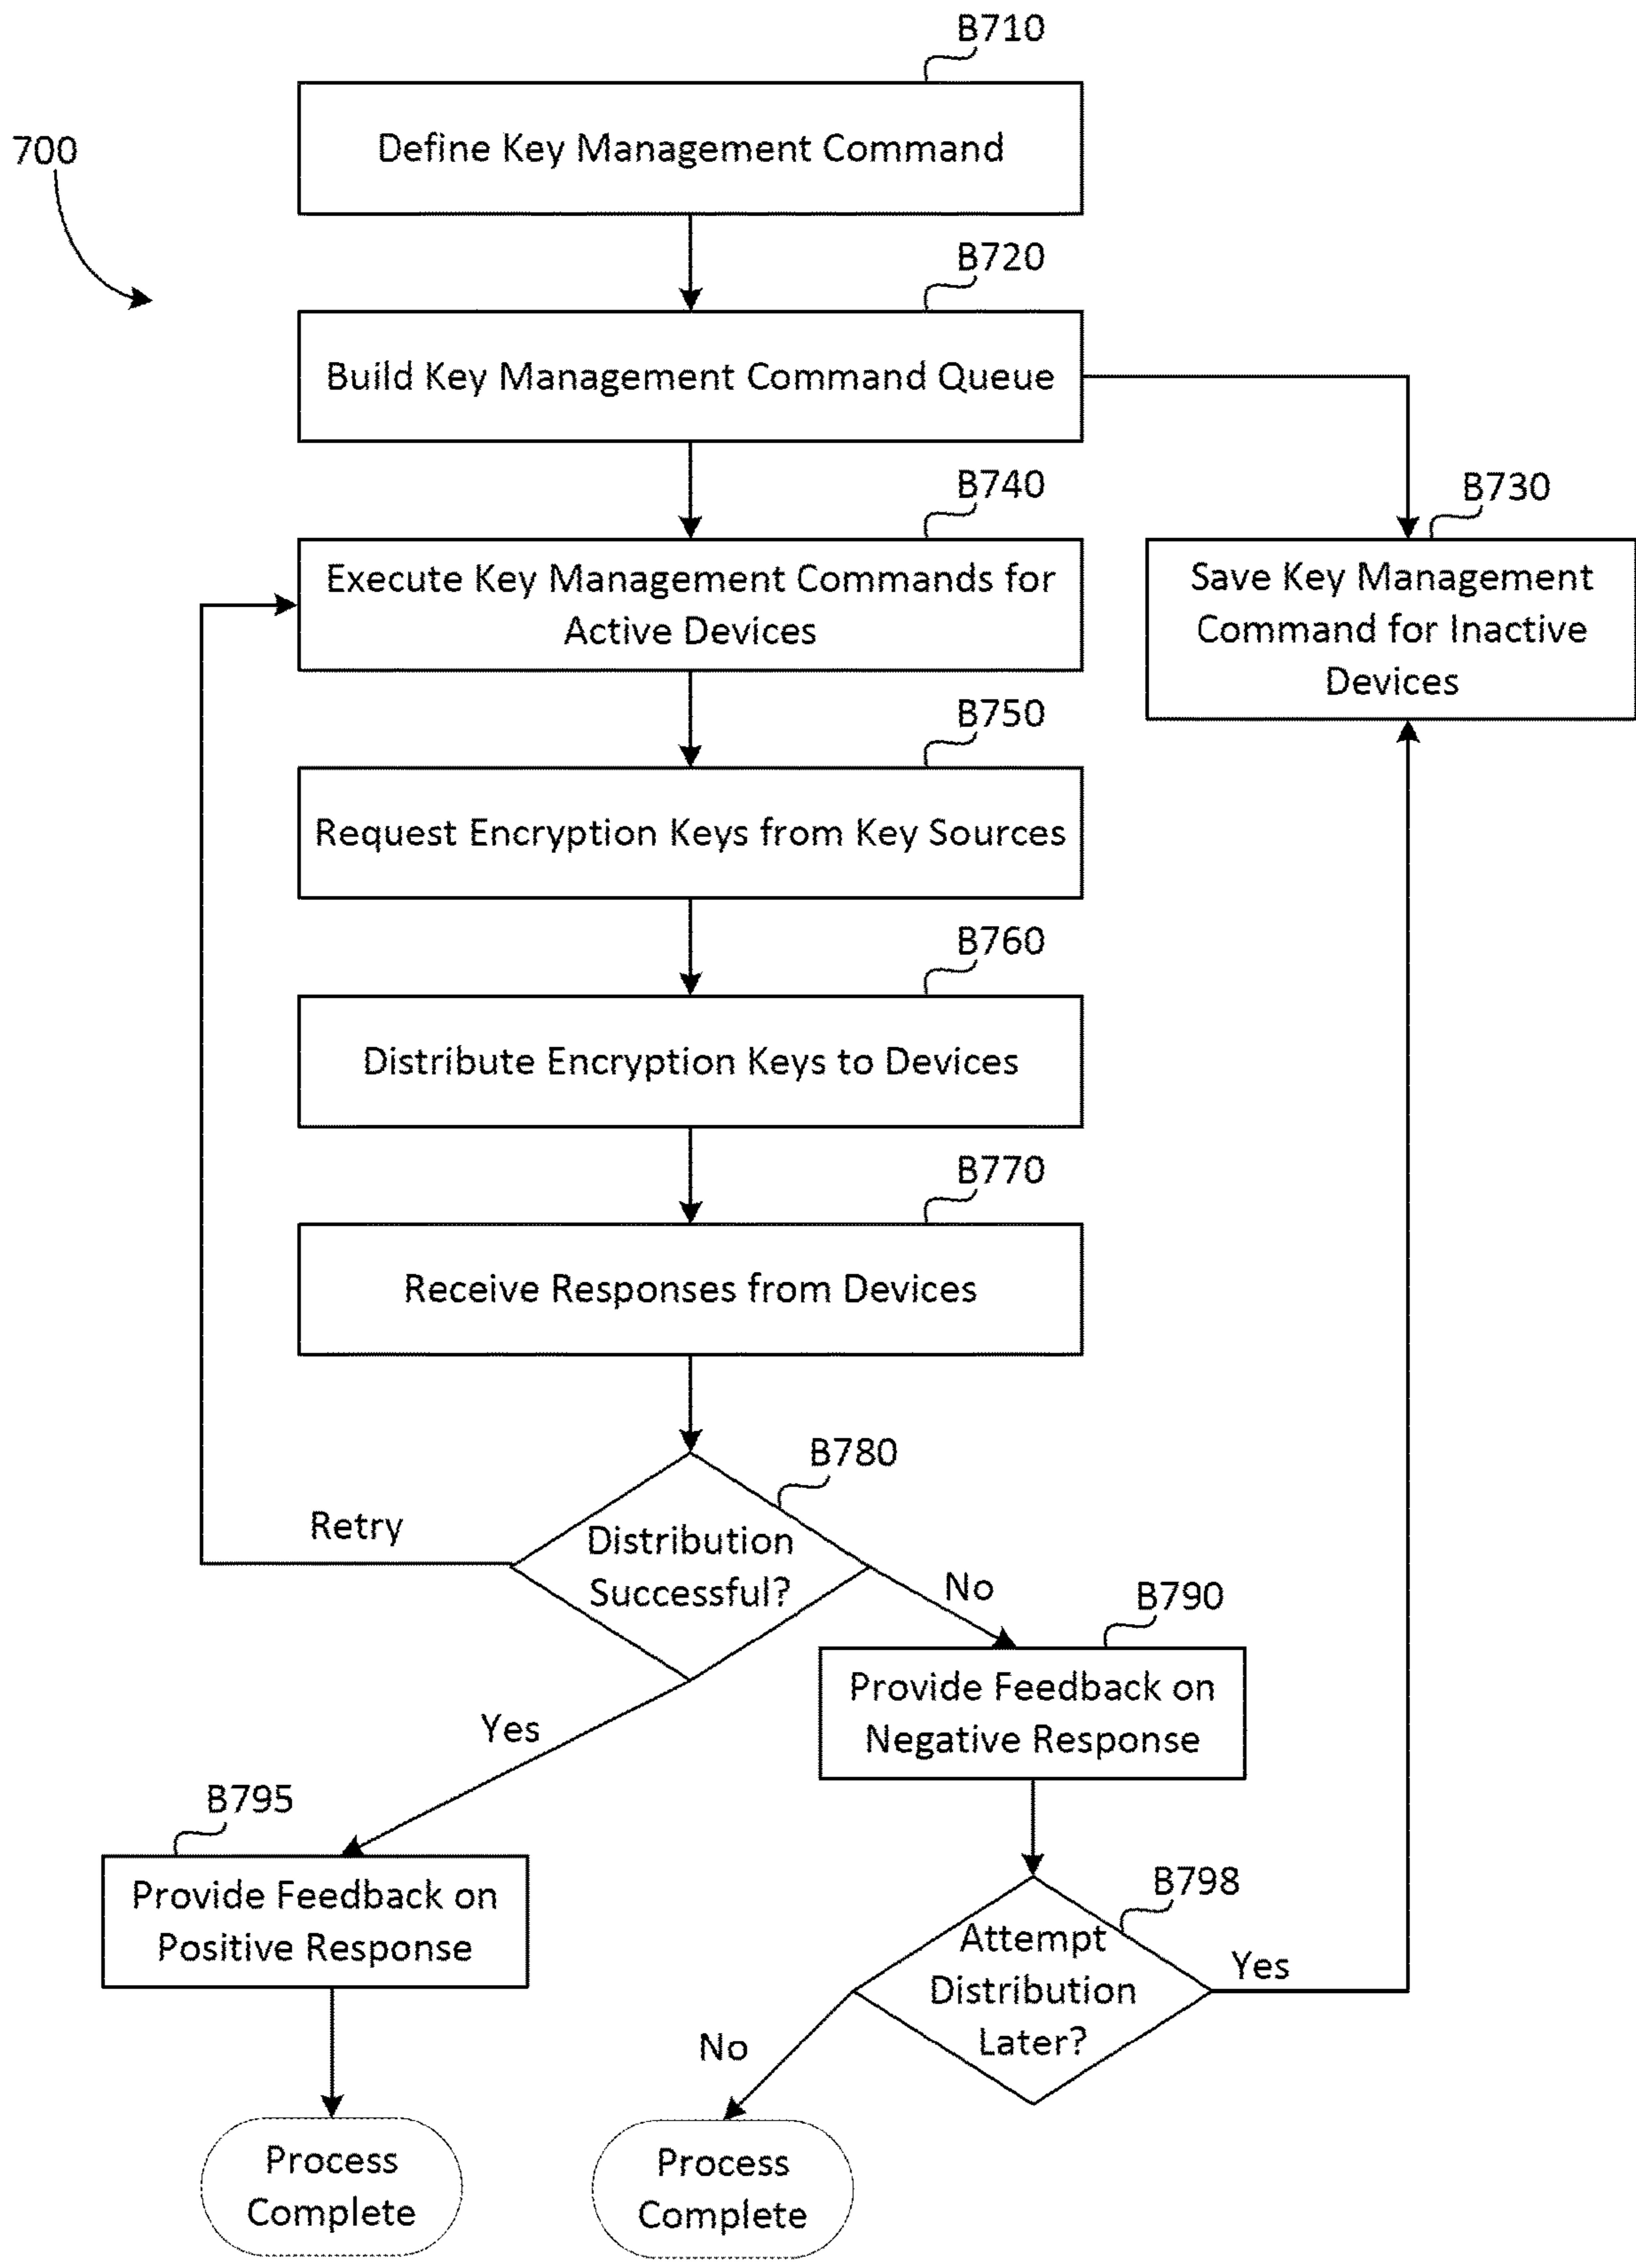 B710
Define Key Management Command
700
B720
Build Key Management Command Queue
B740
Execute Key Management Commands for
Active Devices
B730
Save Key Management
Command for Inactive
Devices
B750
Request Encryption Keys from Key Sources
B760
Distribute Encryption Keys to Devices
B770
Receive Responses from Devices
B780
Distribution
Successful?
Retry
No
B790
Provide Feedback on
Negative Response
Yes
B795
Provide Feedback on
Positive Response
B798
Attempt
Distribution
Later?
Yes
No
Process
Complete
Process
Complete